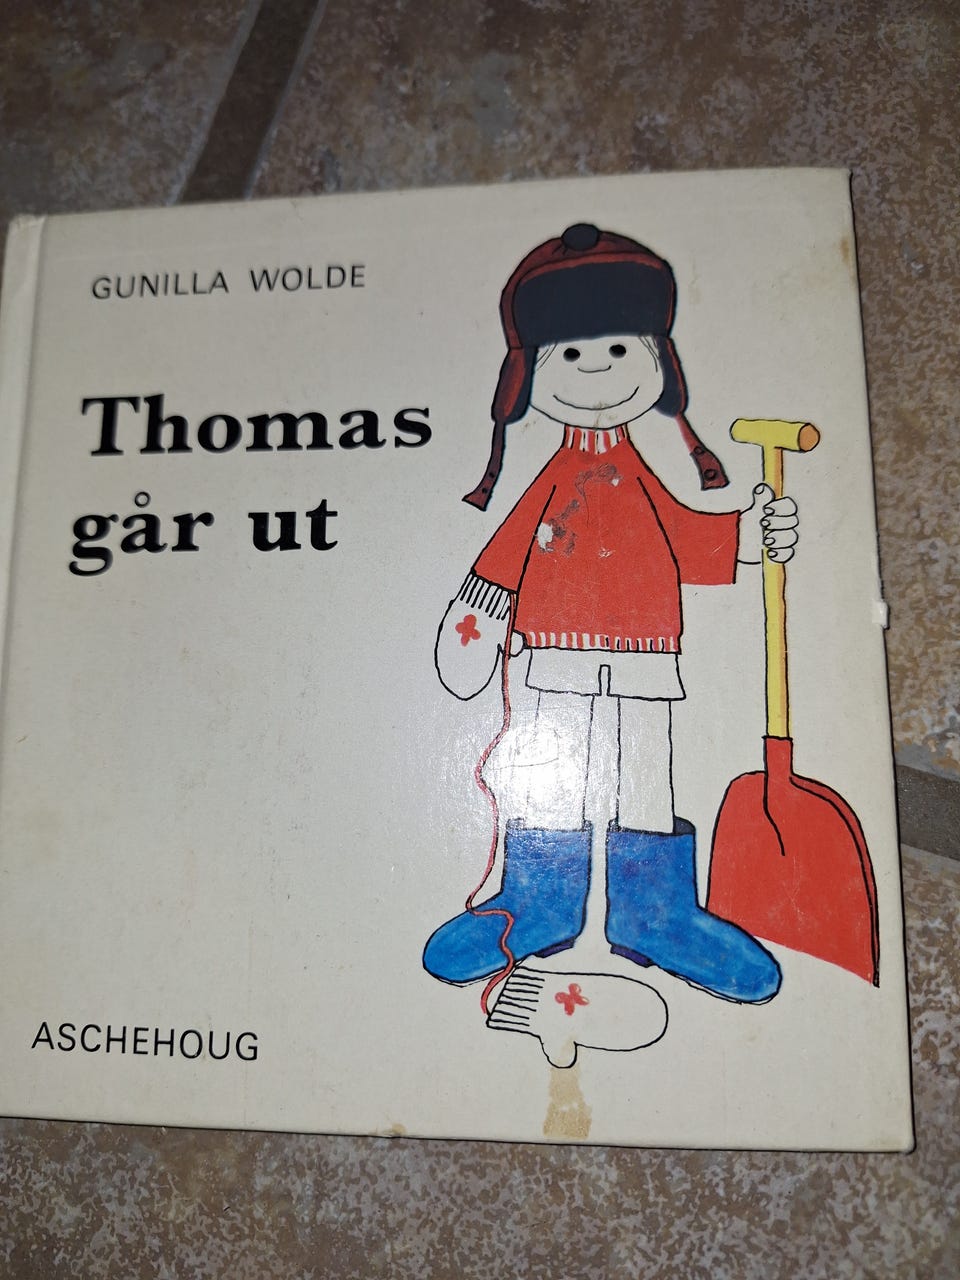 GUNILLA WOLDE
Thomas
går ut
ASCHEHOUG